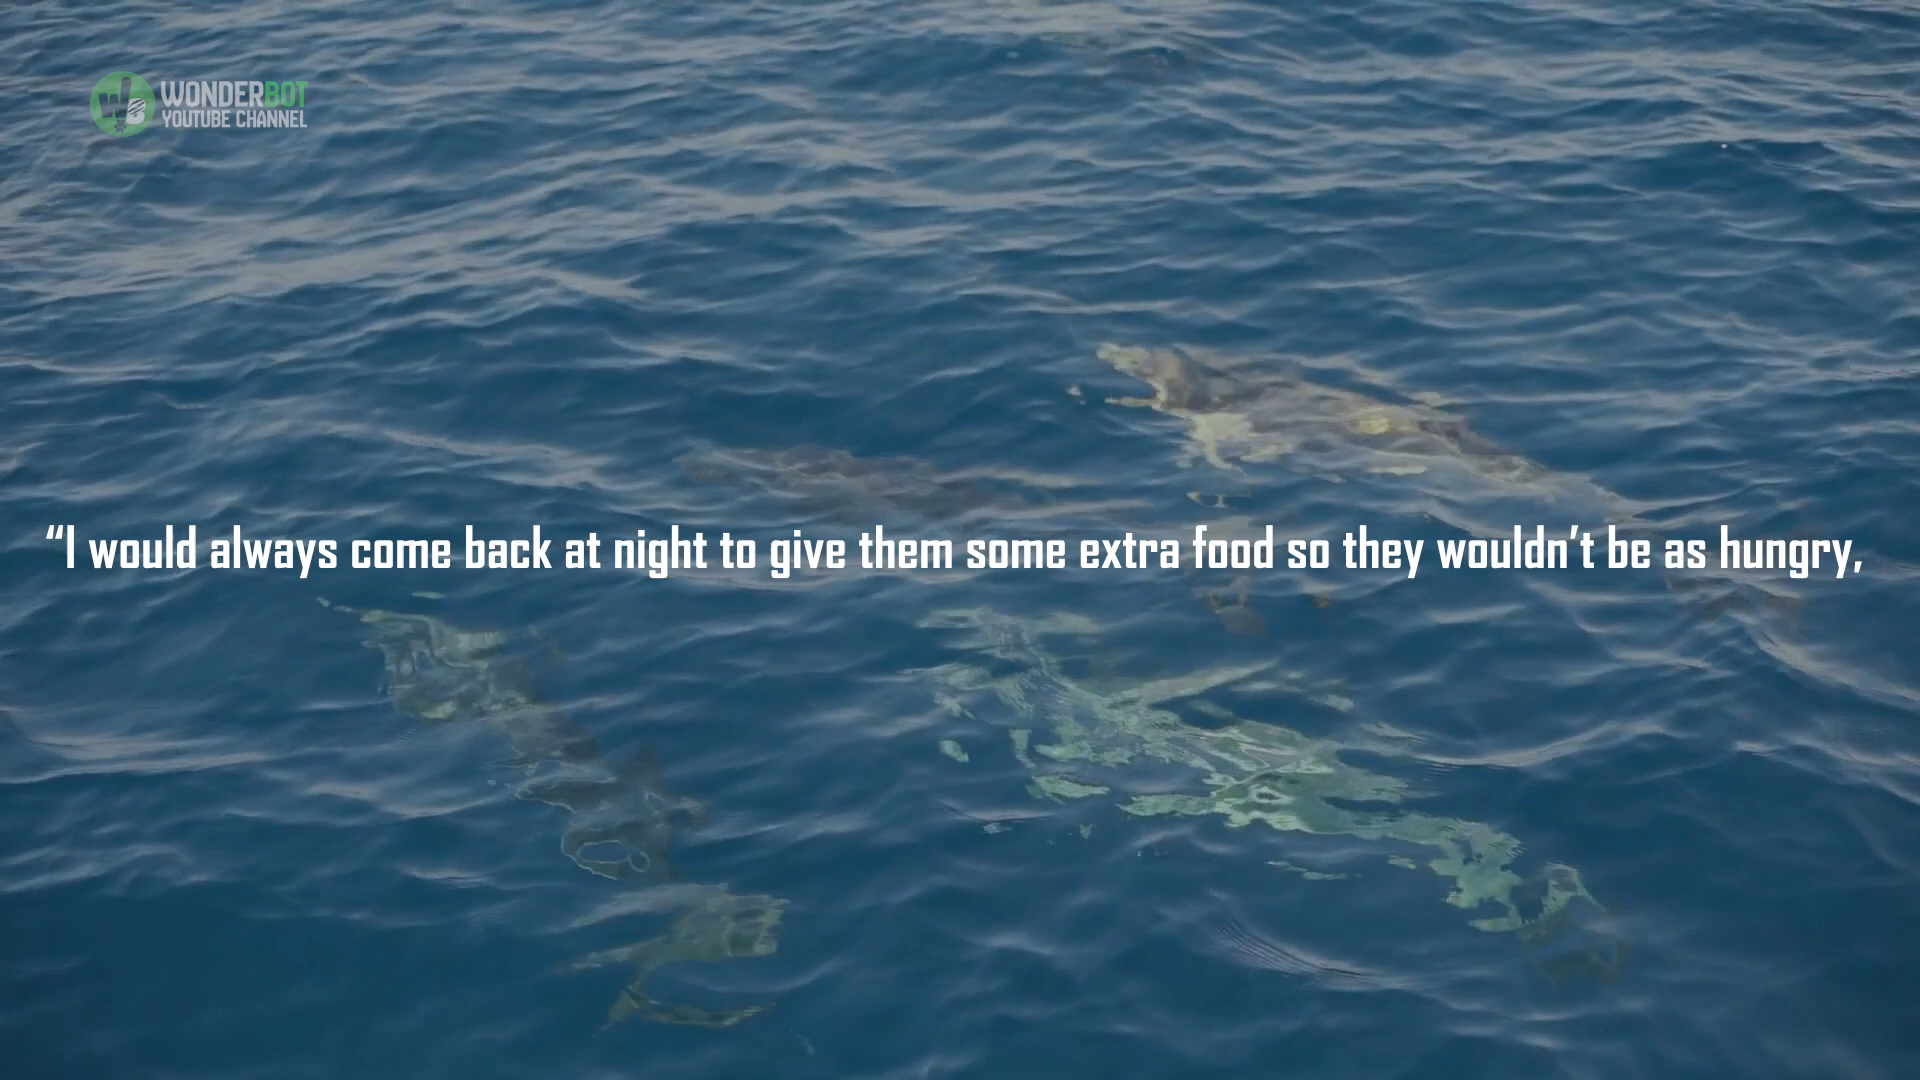 WONDERBOT
YOUTUBE CHANNEL
“I would always come back at night to give them some extra food so they wouldn’t be as hungry,